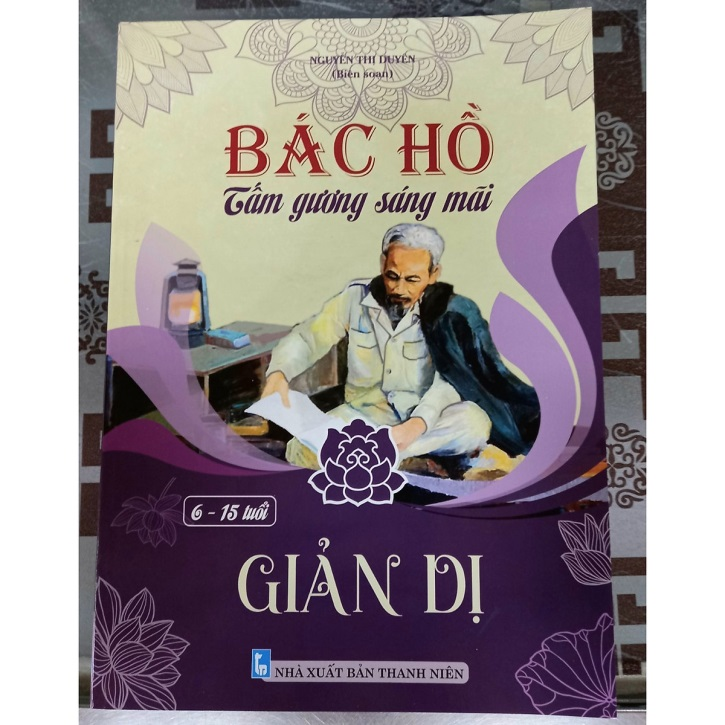 NGUYỄN THỊ DUYÊN
(Biên soạn)
BÁC HỒ
Tấm gương sáng mãi
6 - 15 tuổi
GIẢN DỊ
NHÀ XUẤT BẢN THANH NIÊN